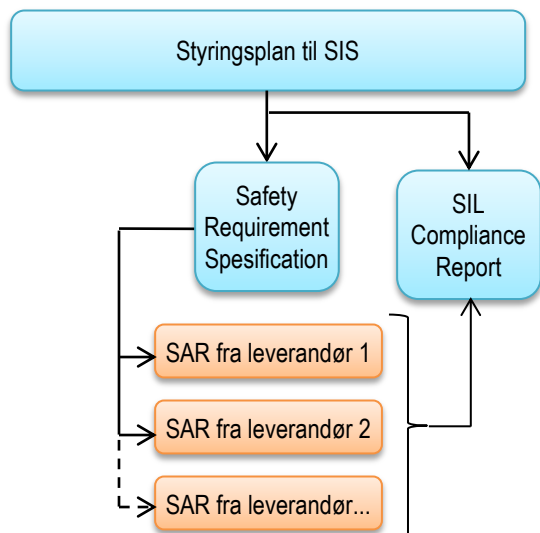 Styringsplan til SIS
Safety
Requirement
Spesification
SIL
Compliance
Report
SAR fra leverandør 1
SAR fra leverandør 2
SAR fra leverandør...